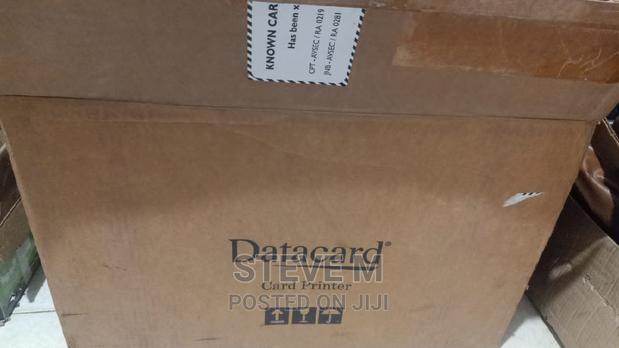 KNOWN CAR
Has been x
CPT - AVSEC / RA 0219
JNB - AVSEC / RA 0281
Datacard®
STEVE M
Card Printer
POSTED ON JIJI